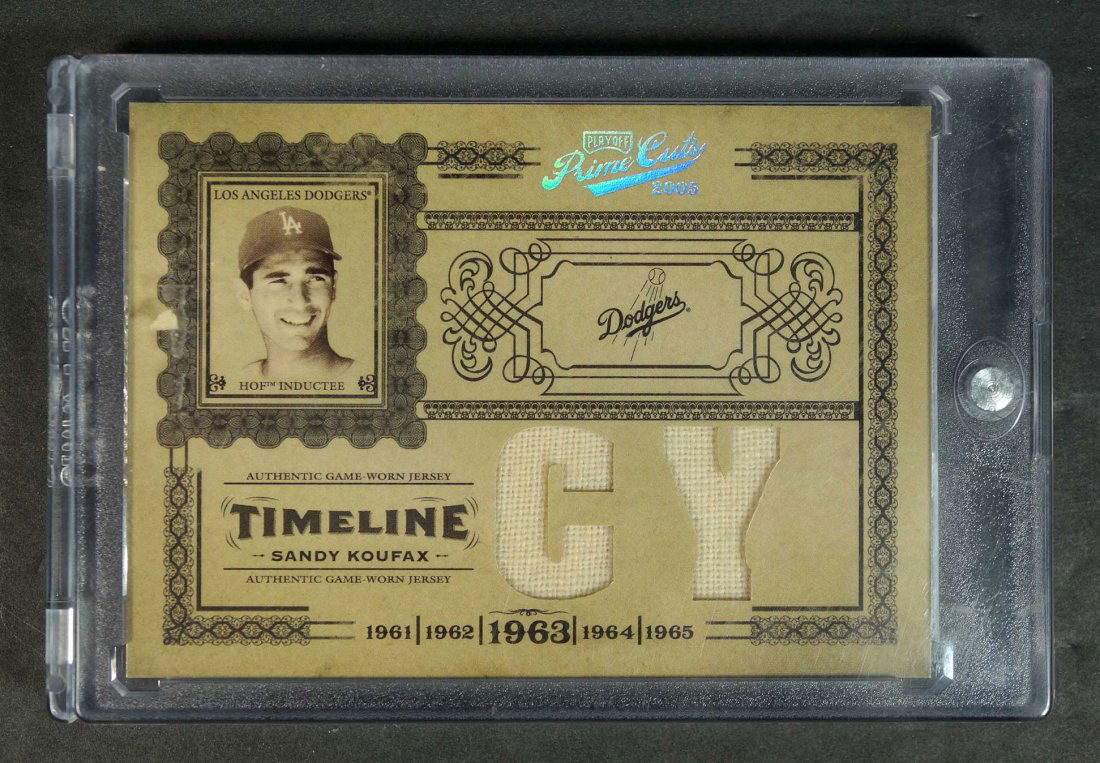 PLAYOFF
Prime Cuts
2005
LOS ANGELES DODGERS®
LA
HOF™ INDUCTEE
Dodgers®
CY
AUTHENTIC GAME-WORN JERSEY
TIMELINE
-- SANDY KOUFAX --
AUTHENTIC GAME-WORN JERSEY
1961 | 1962 | 1963 | 1964 | 1965